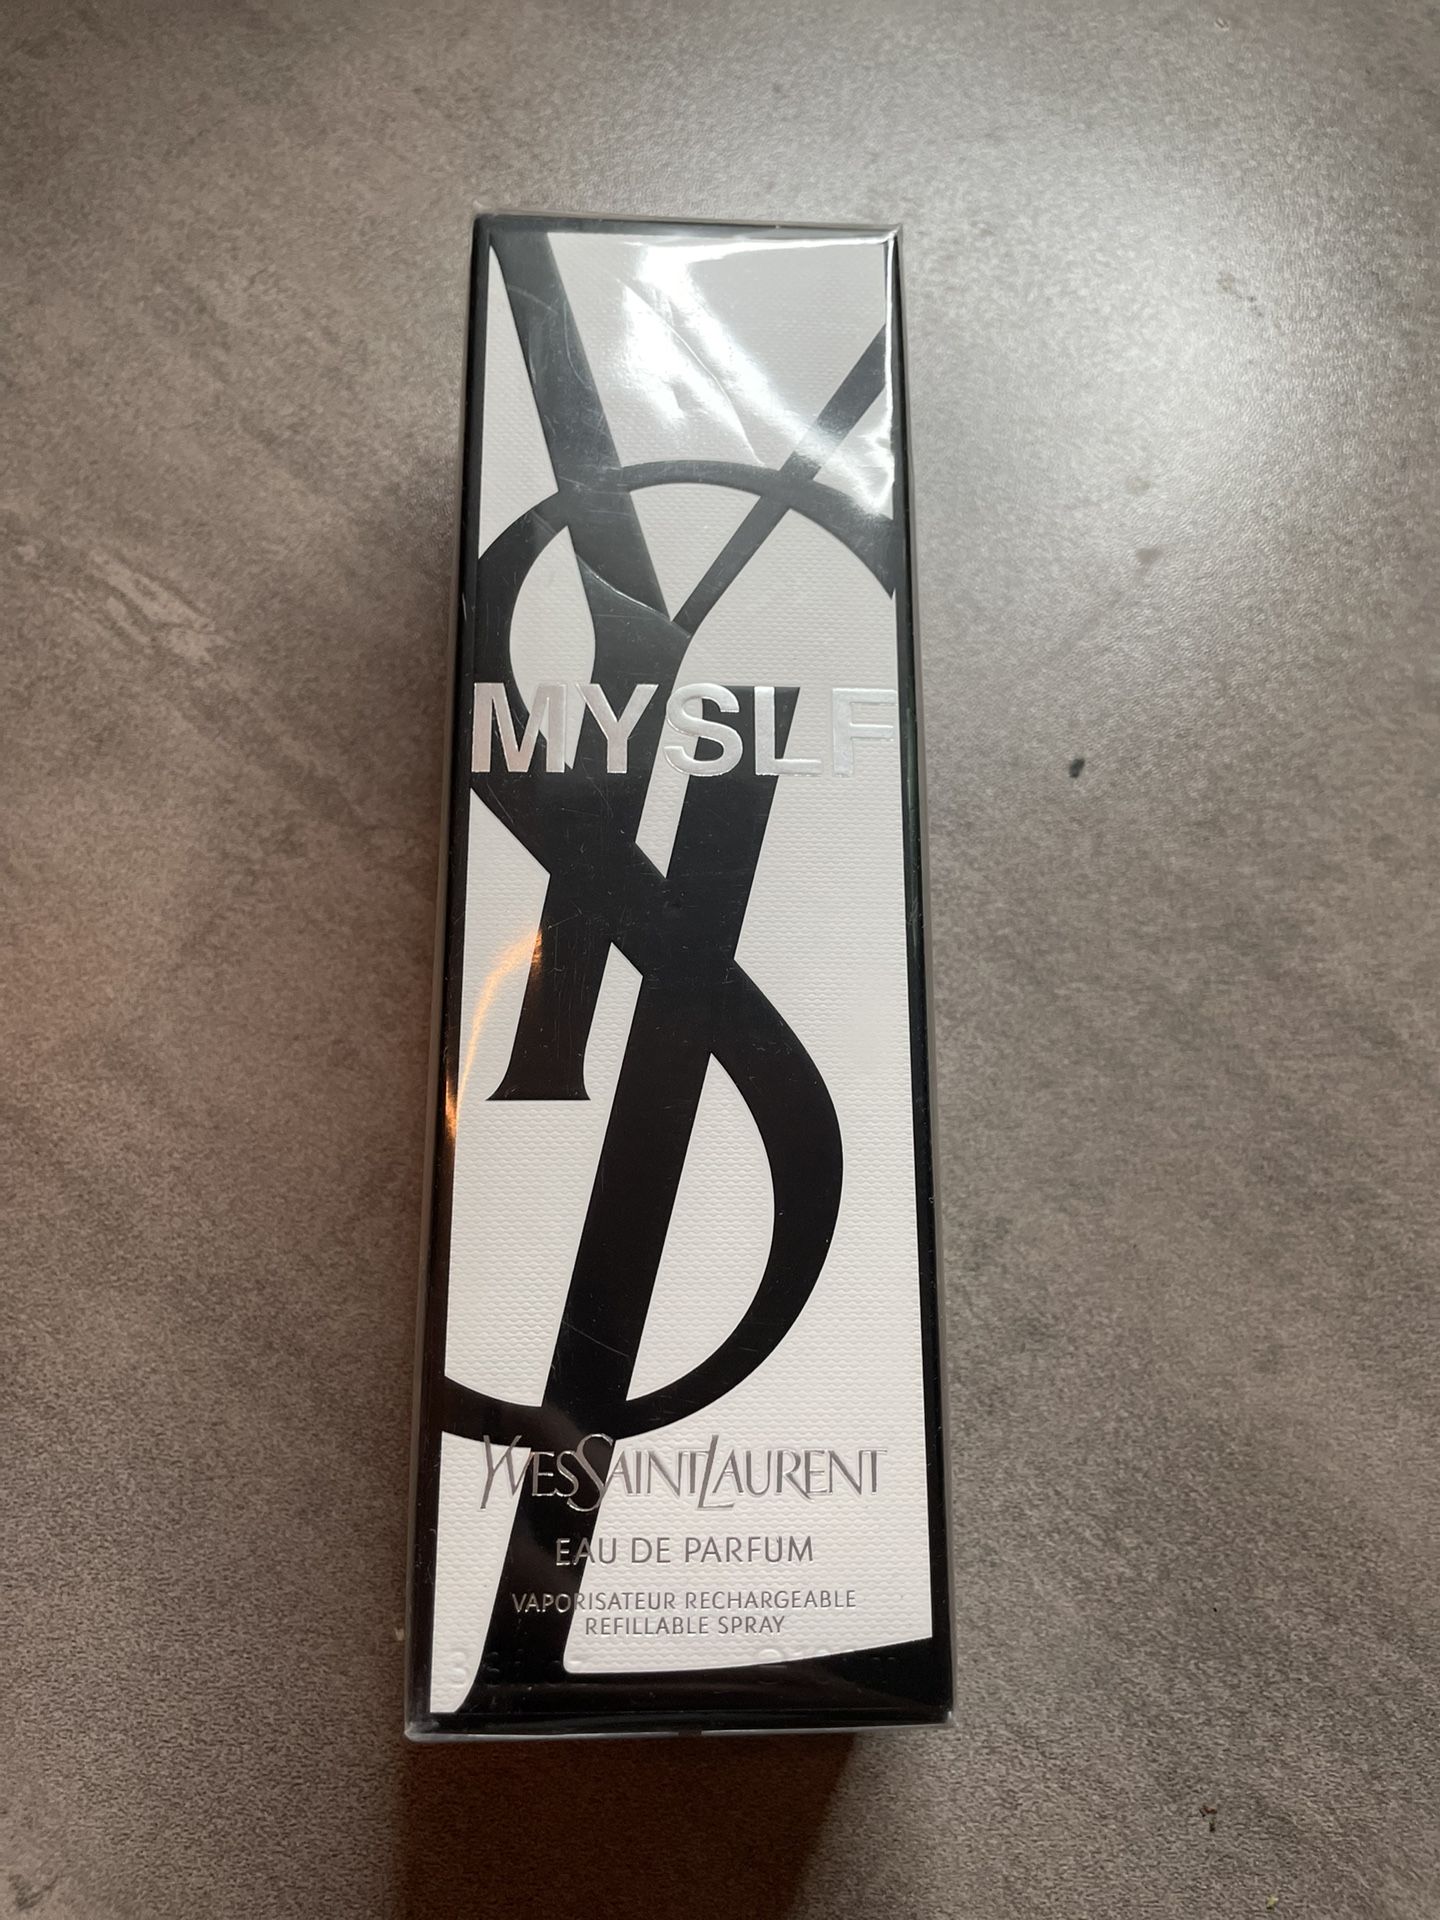 MYSLF
YVESSAINTLAURENT
EAU DE PARFUM
VAPORISATEUR RECHARGEABLE
REFILLABLE SPRAY